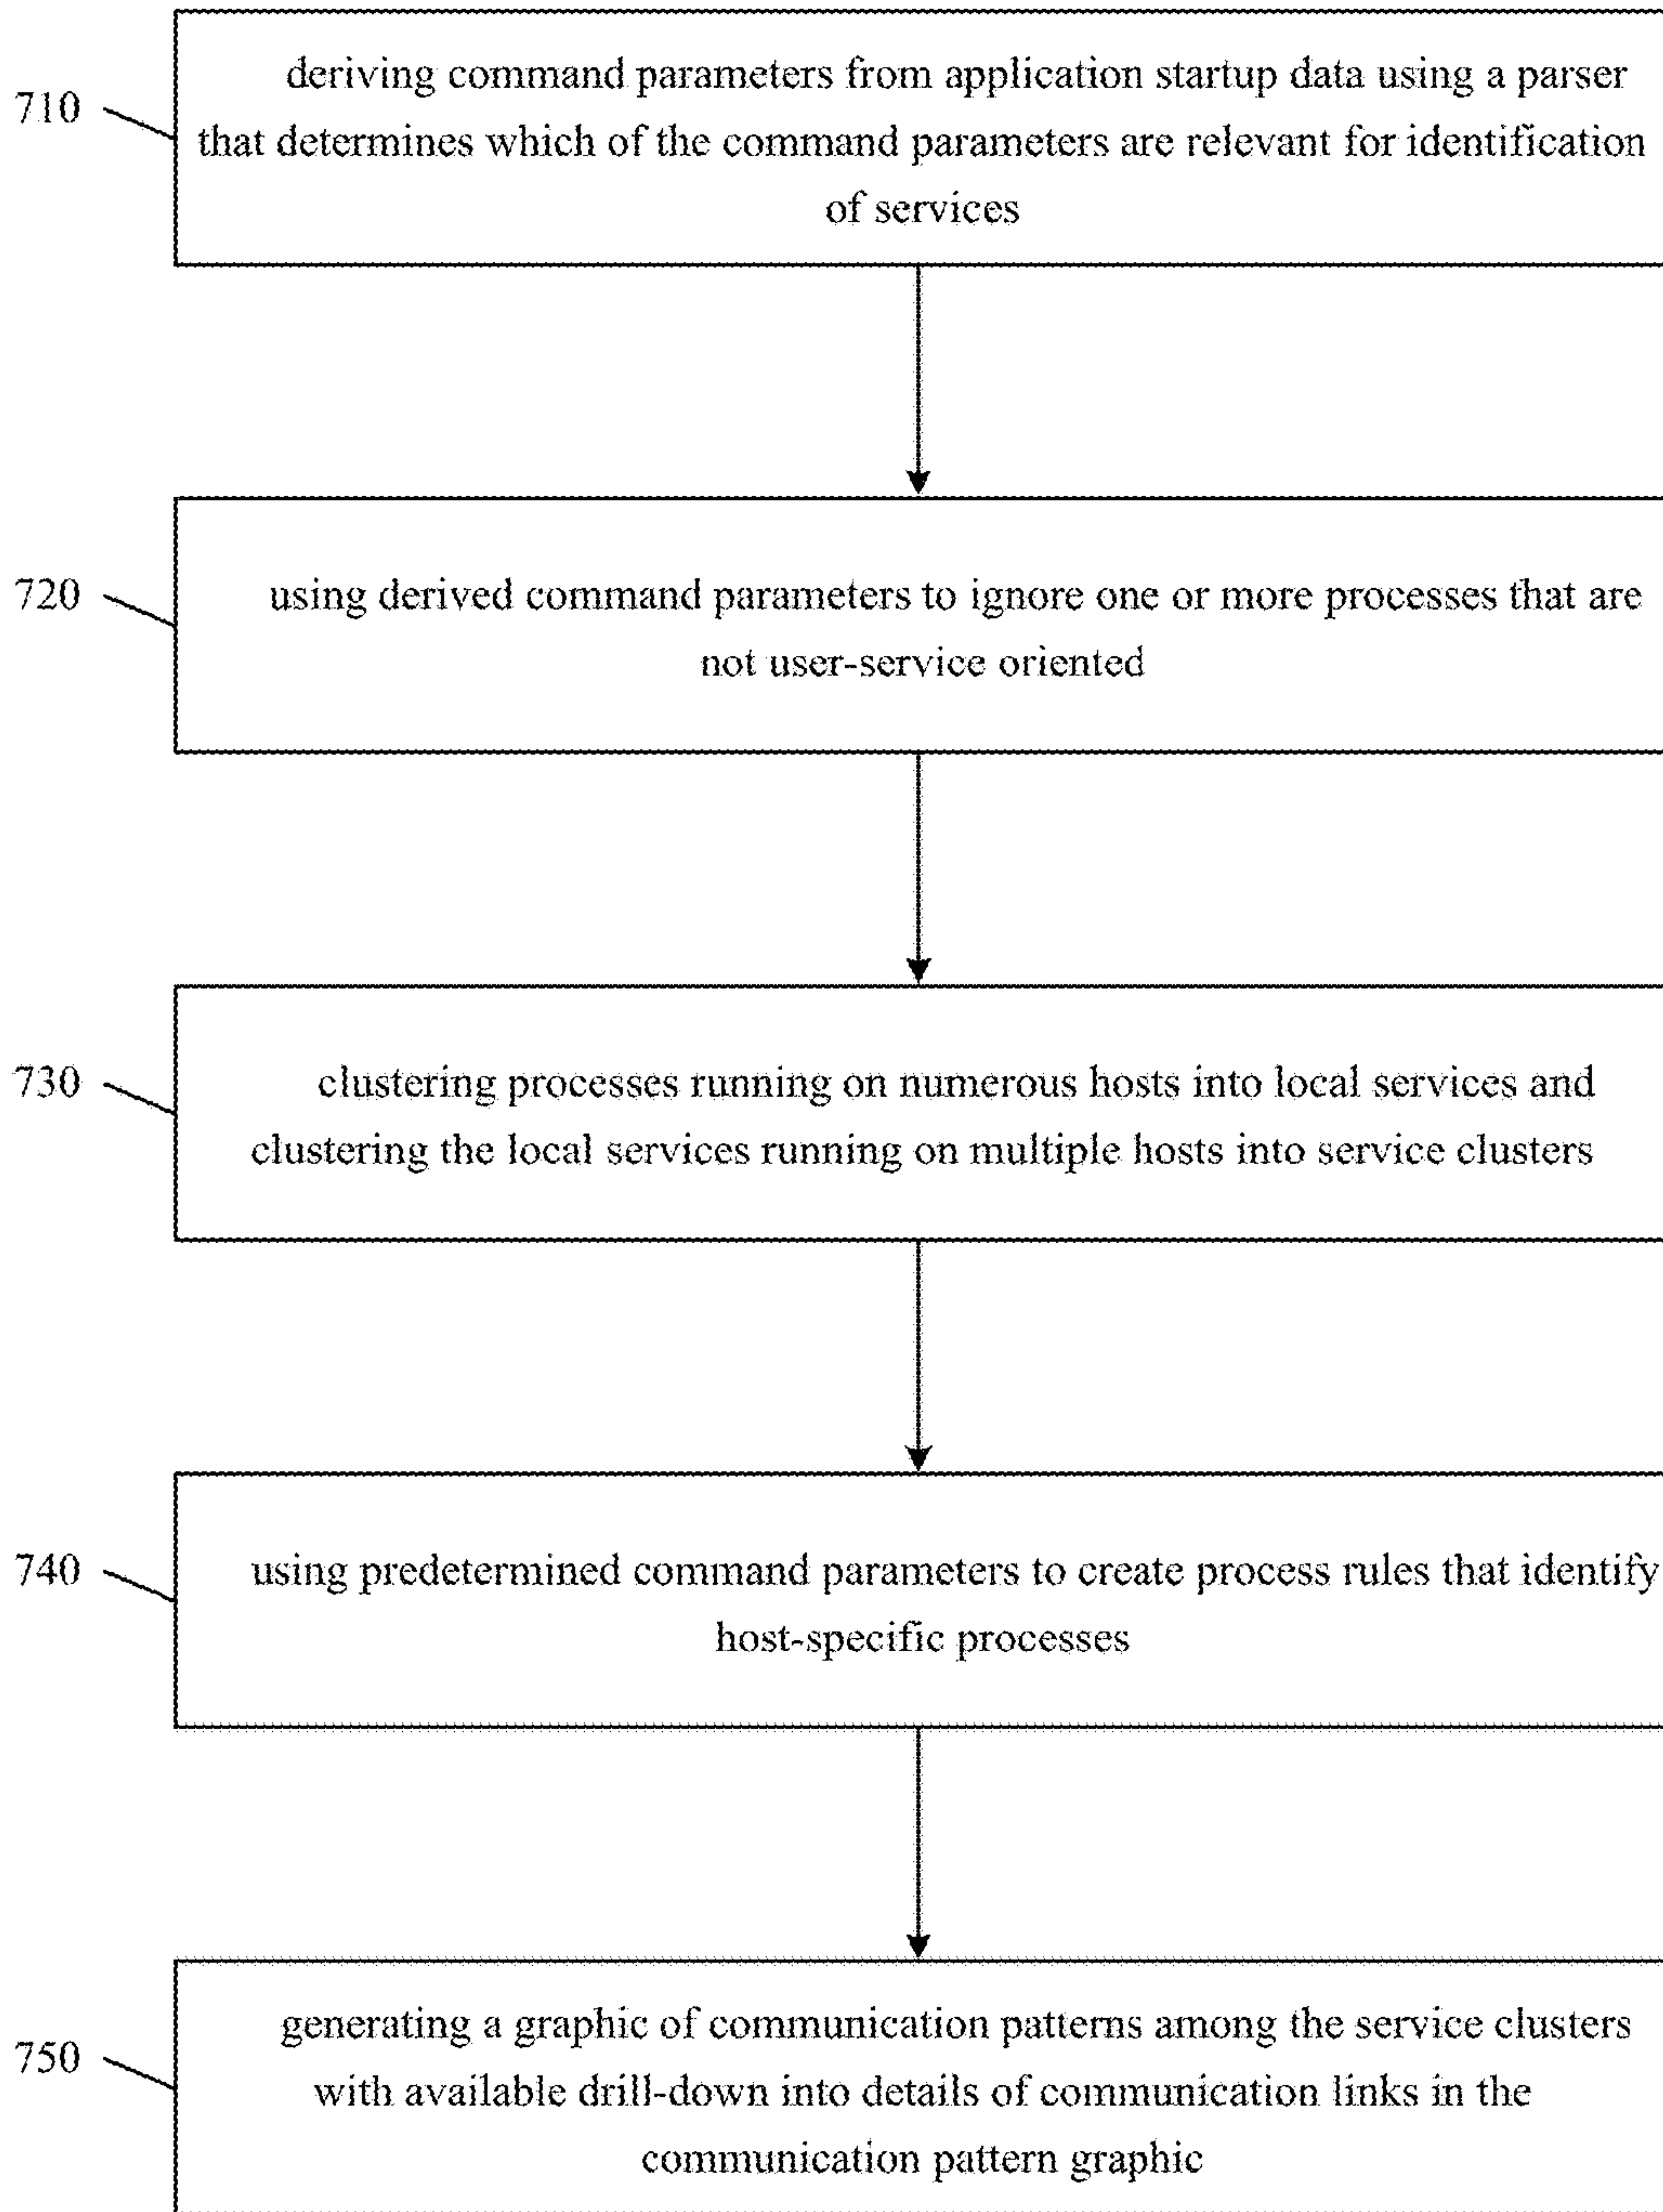 710
deriving command parameters from application startup data using a parser
that determines which of the command parameters are relevant for identification
of services
720
using derived command parameters to ignore one or more processes that are
not user-service oriented
730
clustering processes running on numerous hosts into local services and
clustering the local services running on multiple hosts into service clusters
740
using predetermined command parameters to create process rules that identify
host-specific processes
750
generating a graphic of communication patterns among the service clusters
with available drill-down into details of communication links in the
communication pattern graphic